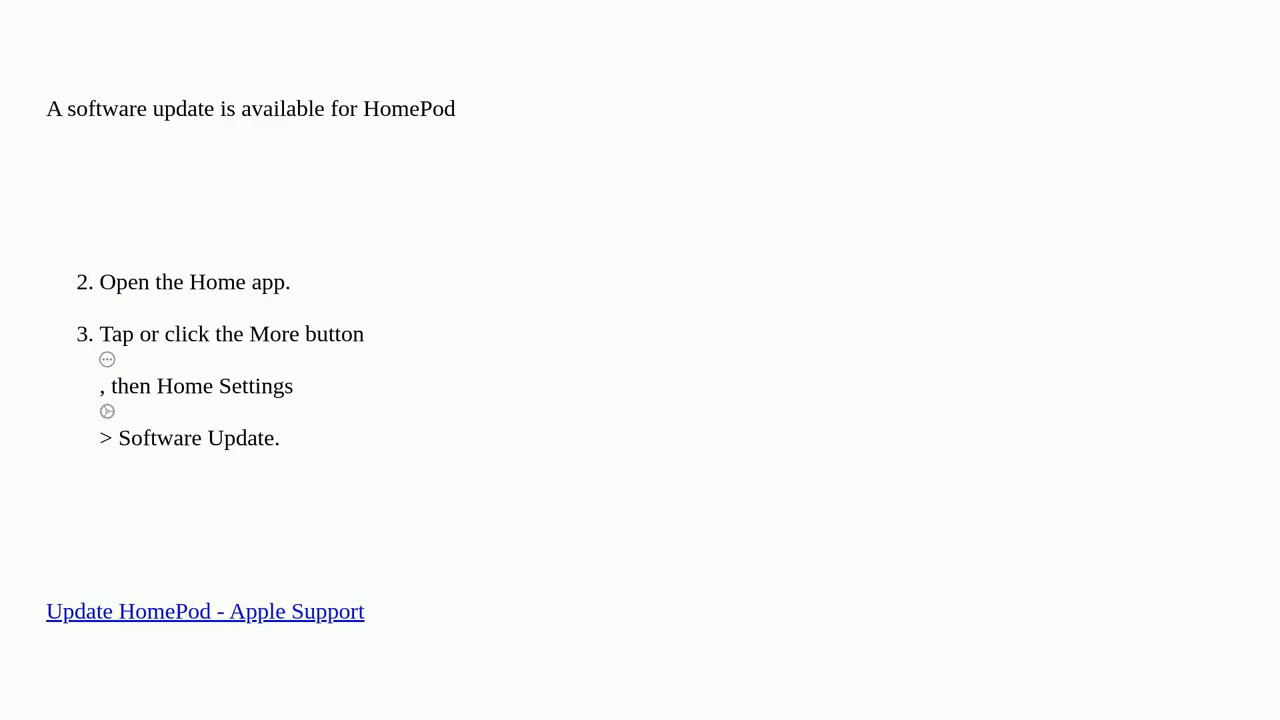 A software update is available for HomePod
2. Open the Home app.
3. Tap or click the More button
, then Home Settings
> Software Update.
Update HomePod - Apple Support